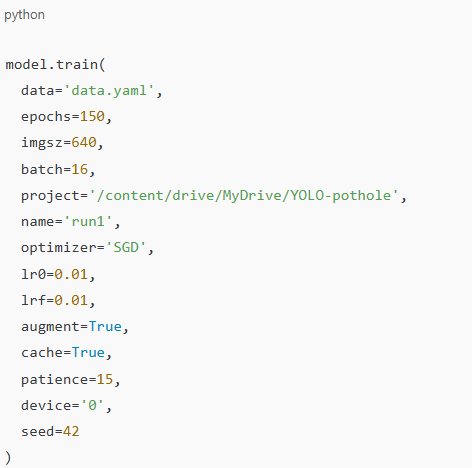 python
model.train(
  data='data.yaml',
  epochs=150,
  imgsz=640,
  batch=16,
  project='/content/drive/MyDrive/YOLO-pothole',
  name='run1',
  optimizer='SGD',
  lr0=0.01,
  lrf=0.01,
  augment=True,
  cache=True,
  patience=15,
  device='0',
  seed=42
)